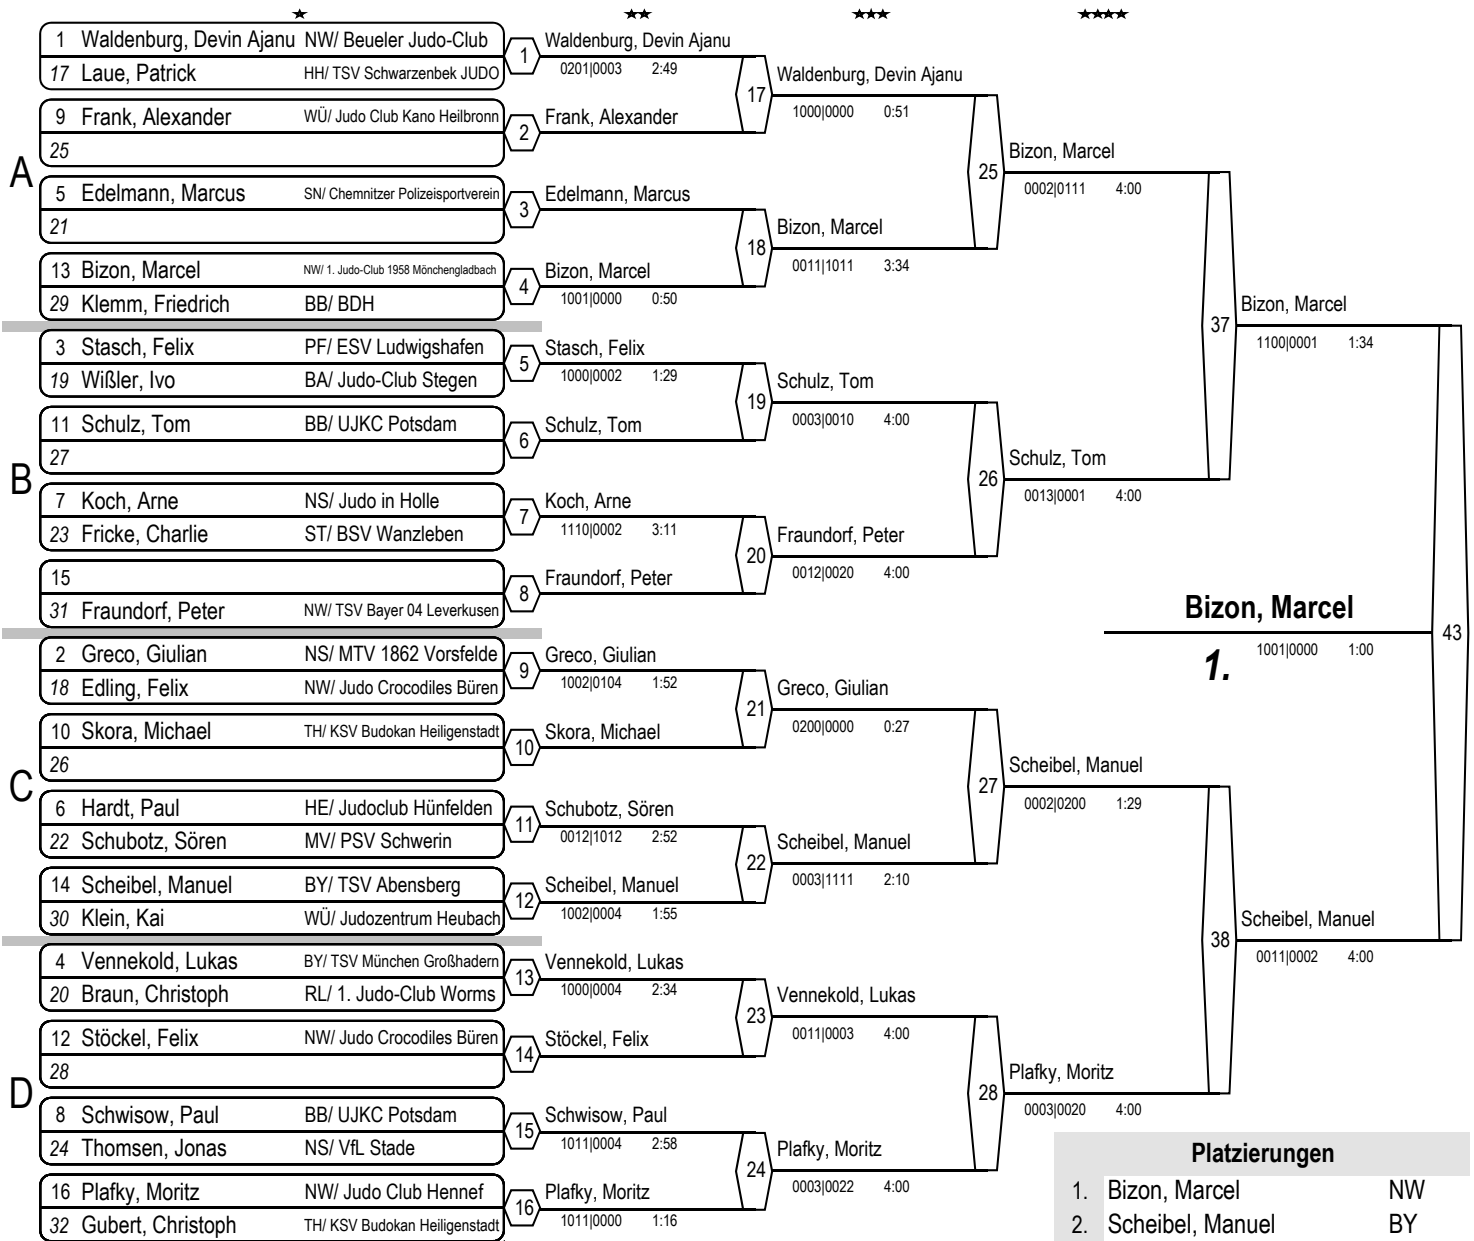 ★ ★★ ★★★ ★★★★
1 Waldenburg, Devin Ajanu NW/ Beueler Judo-Club
17 Laue, Patrick HH/ TSV Schwarzenbek JUDO
1
Waldenburg, Devin Ajanu
0201|0003 2:49
9 Frank, Alexander WÜ/ Judo Club Kano Heilbronn
25
2
Frank, Alexander
17
Waldenburg, Devin Ajanu
1000|0000 0:51
A
5 Edelmann, Marcus SN/ Chemnitzer Polizeisportverein
21
3
Edelmann, Marcus
13 Bizon, Marcel NW/ 1. Judo-Club 1958 Mönchengladbach
29 Klemm, Friedrich BB/ BDH
4
Bizon, Marcel
1001|0000 0:50
18
Bizon, Marcel
0011|1011 3:34
25
Bizon, Marcel
0002|0111 4:00
3 Stasch, Felix PF/ ESV Ludwigshafen
19 Wißler, Ivo BA/ Judo-Club Stegen
5
Stasch, Felix
1000|0002 1:29
11 Schulz, Tom BB/ UJKC Potsdam
27
6
Schulz, Tom
19
Schulz, Tom
0003|0010 4:00
B
7 Koch, Arne NS/ Judo in Holle
23 Fricke, Charlie ST/ BSV Wanzleben
7
Koch, Arne
1110|0002 3:11
15
31 Fraundorf, Peter NW/ TSV Bayer 04 Leverkusen
8
Fraundorf, Peter
20
Fraundorf, Peter
0012|0020 4:00
26
Schulz, Tom
0013|0001 4:00
37
Bizon, Marcel
1100|0001 1:34
2 Greco, Giulian NS/ MTV 1862 Vorsfelde
18 Edling, Felix NW/ Judo Crocodiles Büren
9
Greco, Giulian
1002|0104 1:52
10 Skora, Michael TH/ KSV Budokan Heiligenstadt
26
10
Skora, Michael
21
Greco, Giulian
0200|0000 0:27
C
6 Hardt, Paul HE/ Judoclub Hünfelden
22 Schubotz, Sören MV/ PSV Schwerin
11
Schubotz, Sören
0012|1012 2:52
14 Scheibel, Manuel BY/ TSV Abensberg
30 Klein, Kai WÜ/ Judozentrum Heubach
12
Scheibel, Manuel
1002|0004 1:55
22
Scheibel, Manuel
0003|1111 2:10
27
Scheibel, Manuel
0002|0200 1:29
4 Vennekold, Lukas BY/ TSV München Großhadern
20 Braun, Christoph RL/ 1. Judo-Club Worms
13
Vennekold, Lukas
1000|0004 2:34
12 Stöckel, Felix NW/ Judo Crocodiles Büren
28
14
Stöckel, Felix
23
Vennekold, Lukas
0011|0003 4:00
D
8 Schwisow, Paul BB/ UJKC Potsdam
24 Thomsen, Jonas NS/ VfL Stade
15
Schwisow, Paul
1011|0004 2:58
16 Plafky, Moritz NW/ Judo Club Hennef
32 Gubert, Christoph TH/ KSV Budokan Heiligenstadt
16
Plafky, Moritz
1011|0000 1:16
24
Plafky, Moritz
0003|0022 4:00
28
Plafky, Moritz
0003|0020 4:00
38
Scheibel, Manuel
0011|0002 4:00
43
Bizon, Marcel
1. 1001|0000 1:00
Platzierungen
1. Bizon, Marcel NW
2. Scheibel, Manuel BY